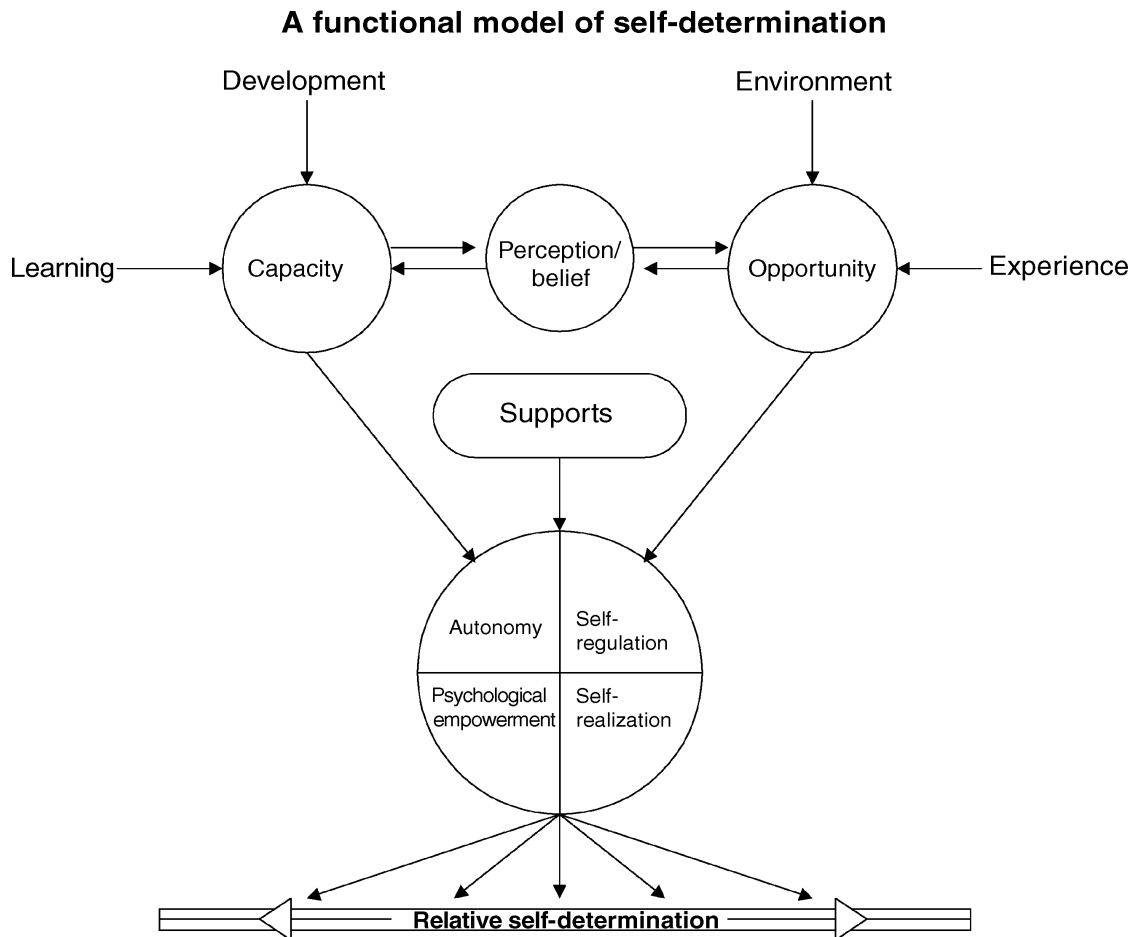 A functional model of self-determination
Development
Environment
Learning
Capacity
Perception/
belief
Opportunity
Experience
Supports
Autonomy
Self-
regulation
Psychological
empowerment
Self-
realization
Relative self-determination